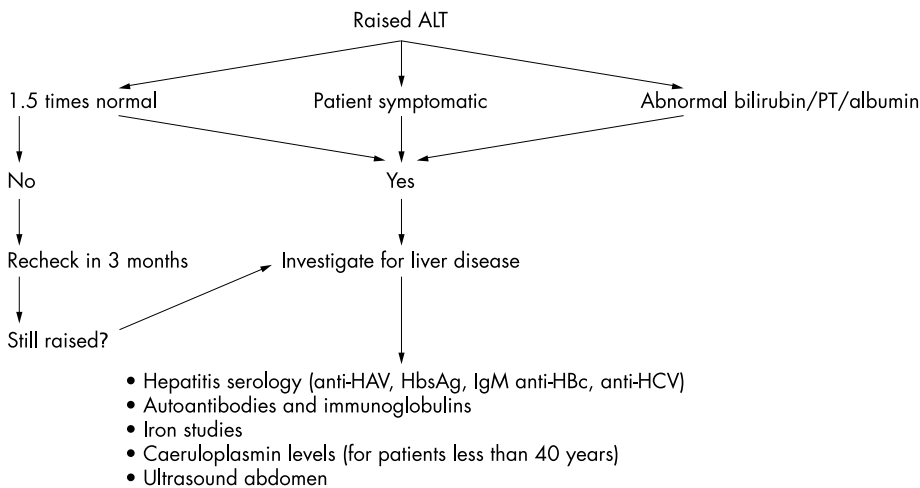 Raised ALT
1.5 times normal
Patient symptomatic
Abnormal bilirubin/PT/albumin
No
Yes
Recheck in 3 months
Investigate for liver disease
Still raised?
• Hepatitis serology (anti-HAV, HbsAg, IgM anti-HBc, anti-HCV)
• Autoantibodies and immunoglobulins
• Iron studies
• Caeruloplasmin levels (for patients less than 40 years)
• Ultrasound abdomen